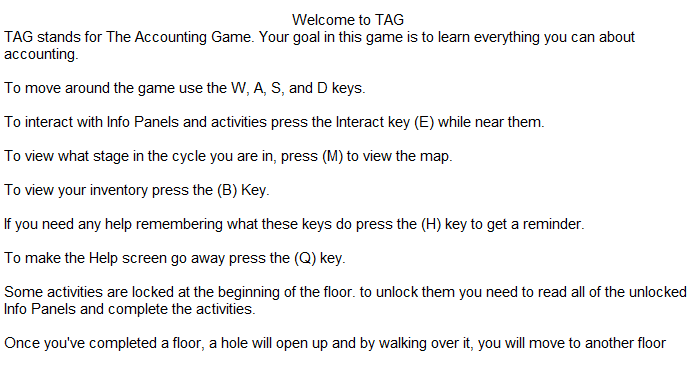 Welcome to TAG
TAG stands for The Accounting Game. Your goal in this game is to learn everything you can about
accounting.
To move around the game use the W, A, S, and D keys.
To interact with Info Panels and activities press the Interact key (E) while near them.
To view what stage in the cycle you are in, press (M) to view the map.
To view your inventory press the (B) Key.
If you need any help remembering what these keys do press the (H) key to get a reminder.
To make the Help screen go away press the (Q) key.
Some activities are locked at the beginning of the floor. to unlock them you need to read all of the unlocked
Info Panels and complete the activities.
Once you've completed a floor, a hole will open up and by walking over it, you will move to another floor